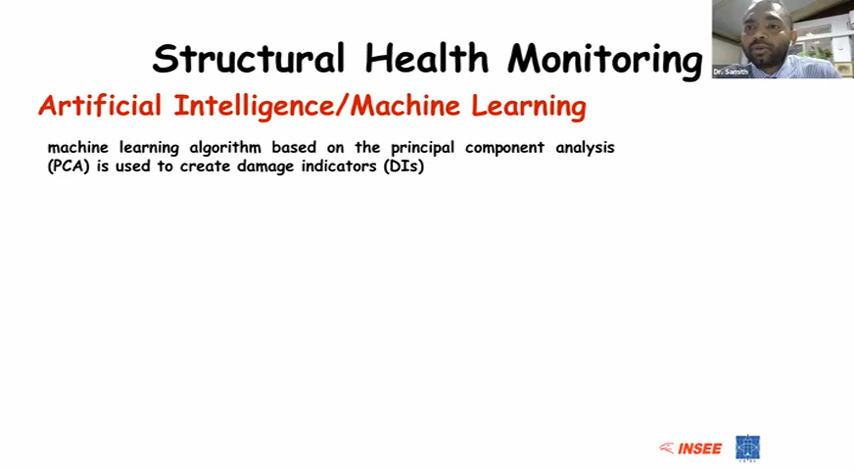 Structural Health Monitoring
Dr. Samith
Artificial Intelligence/Machine Learning
machine learning algorithm based on the principal component analysis
(PCA) is used to create damage indicators (DIs)
INSEE